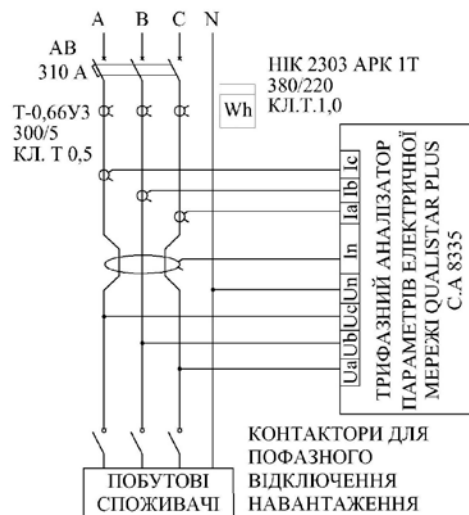 A B C N
АВ
310 А
Т-0,66У3
300/5
КЛ. Т 0,5
Wh
НІК 2303 АРК 1Т
380/220
КЛ.Т.1,0
Ic
Ib
Ia
In
Un
Uc
Ub
Ua
ТРИФАЗНИЙ АНАЛІЗАТОР
ПАРАМЕТРІВ ЕЛЕКТРИЧНОЇ
МЕРЕЖІ QUALISTAR PLUS
C.A 8335
ПОБУТОВІ
СПОЖИВАЧІ
КОНТАКТОРИ ДЛЯ
ПОФАЗНОГО
ВІДКЛЮЧЕННЯ
НАВАНТАЖЕННЯ